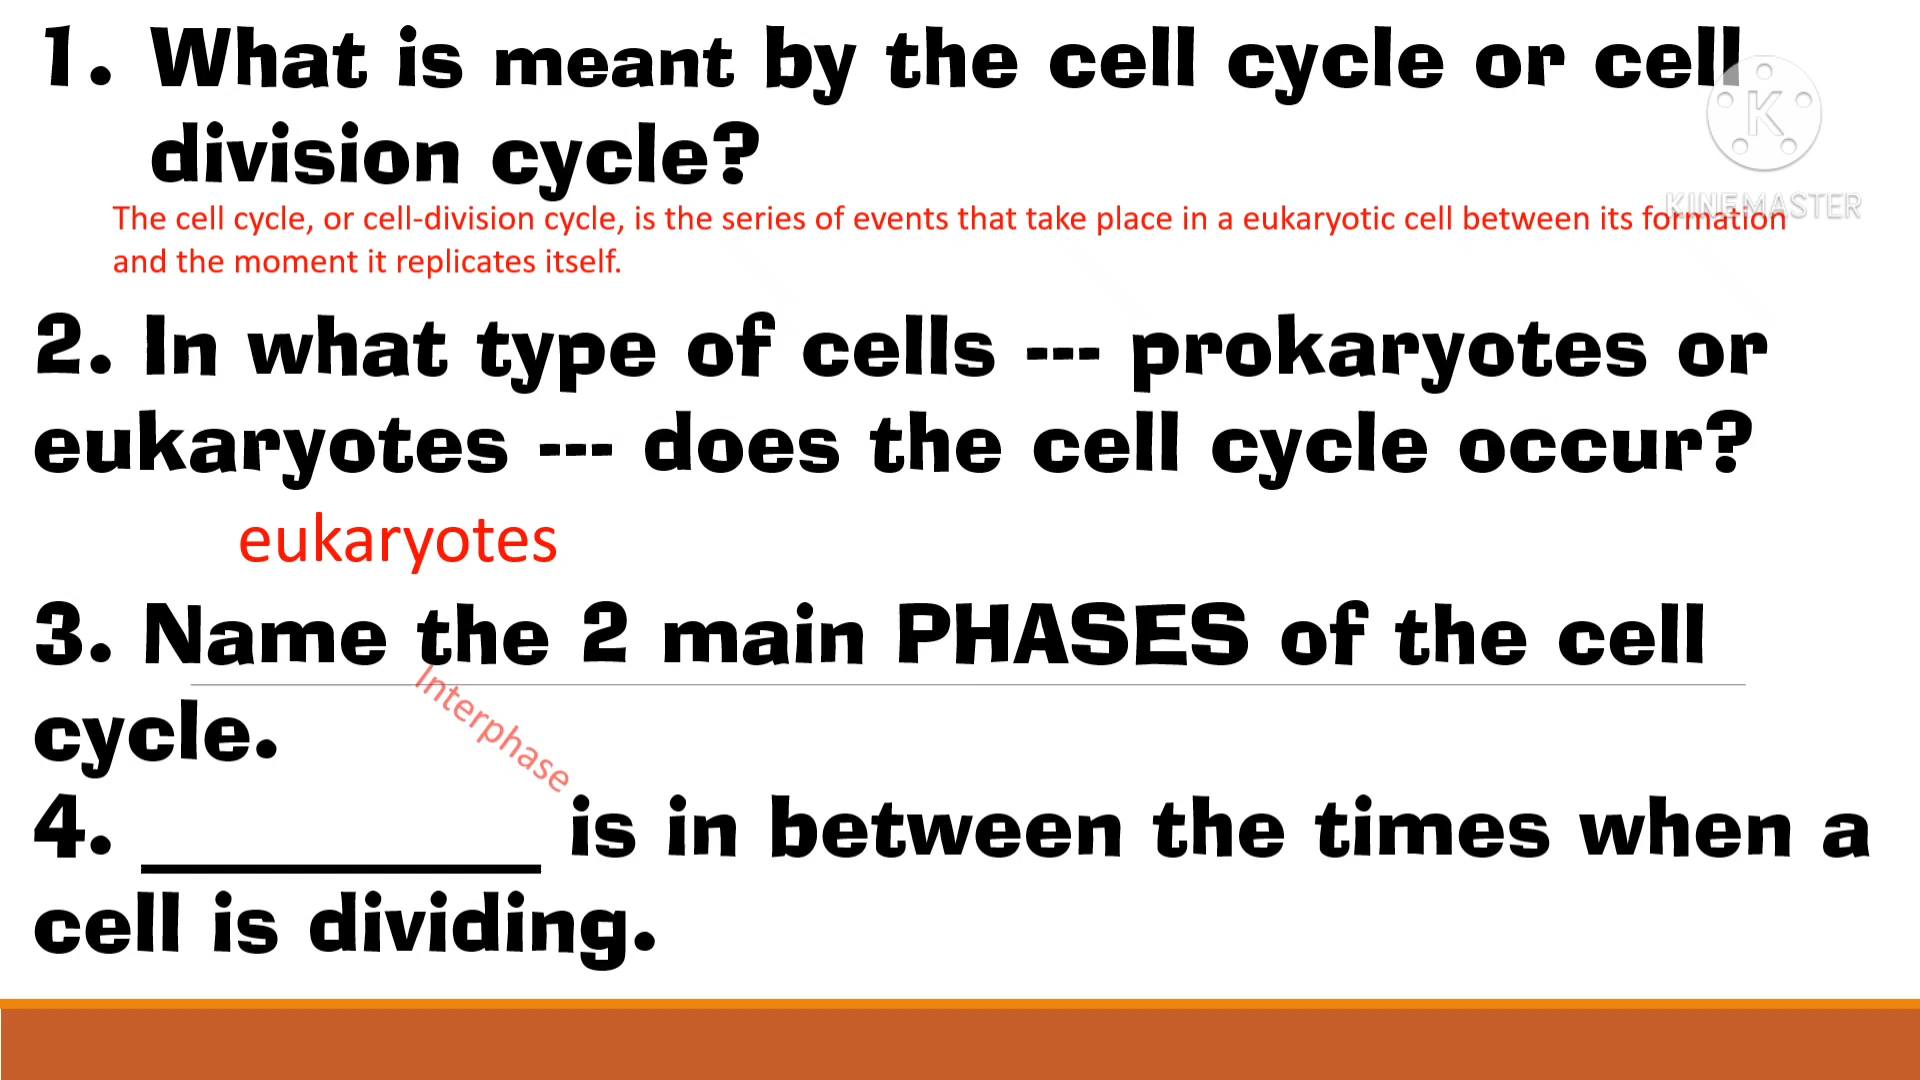 1. What is meant by the cell cycle or cell
division cycle?
K
KINEMASTER
The cell cycle, or cell-division cycle, is the series of events that take place in a eukaryotic cell between its formation
and the moment it replicates itself.
2. In what type of cells --- prokaryotes or
eukaryotes --- does the cell cycle occur?
eukaryotes
3. Name the 2 main PHASES of the cell
cycle.
Interphase
4. __________ is in between the times when a
cell is dividing.